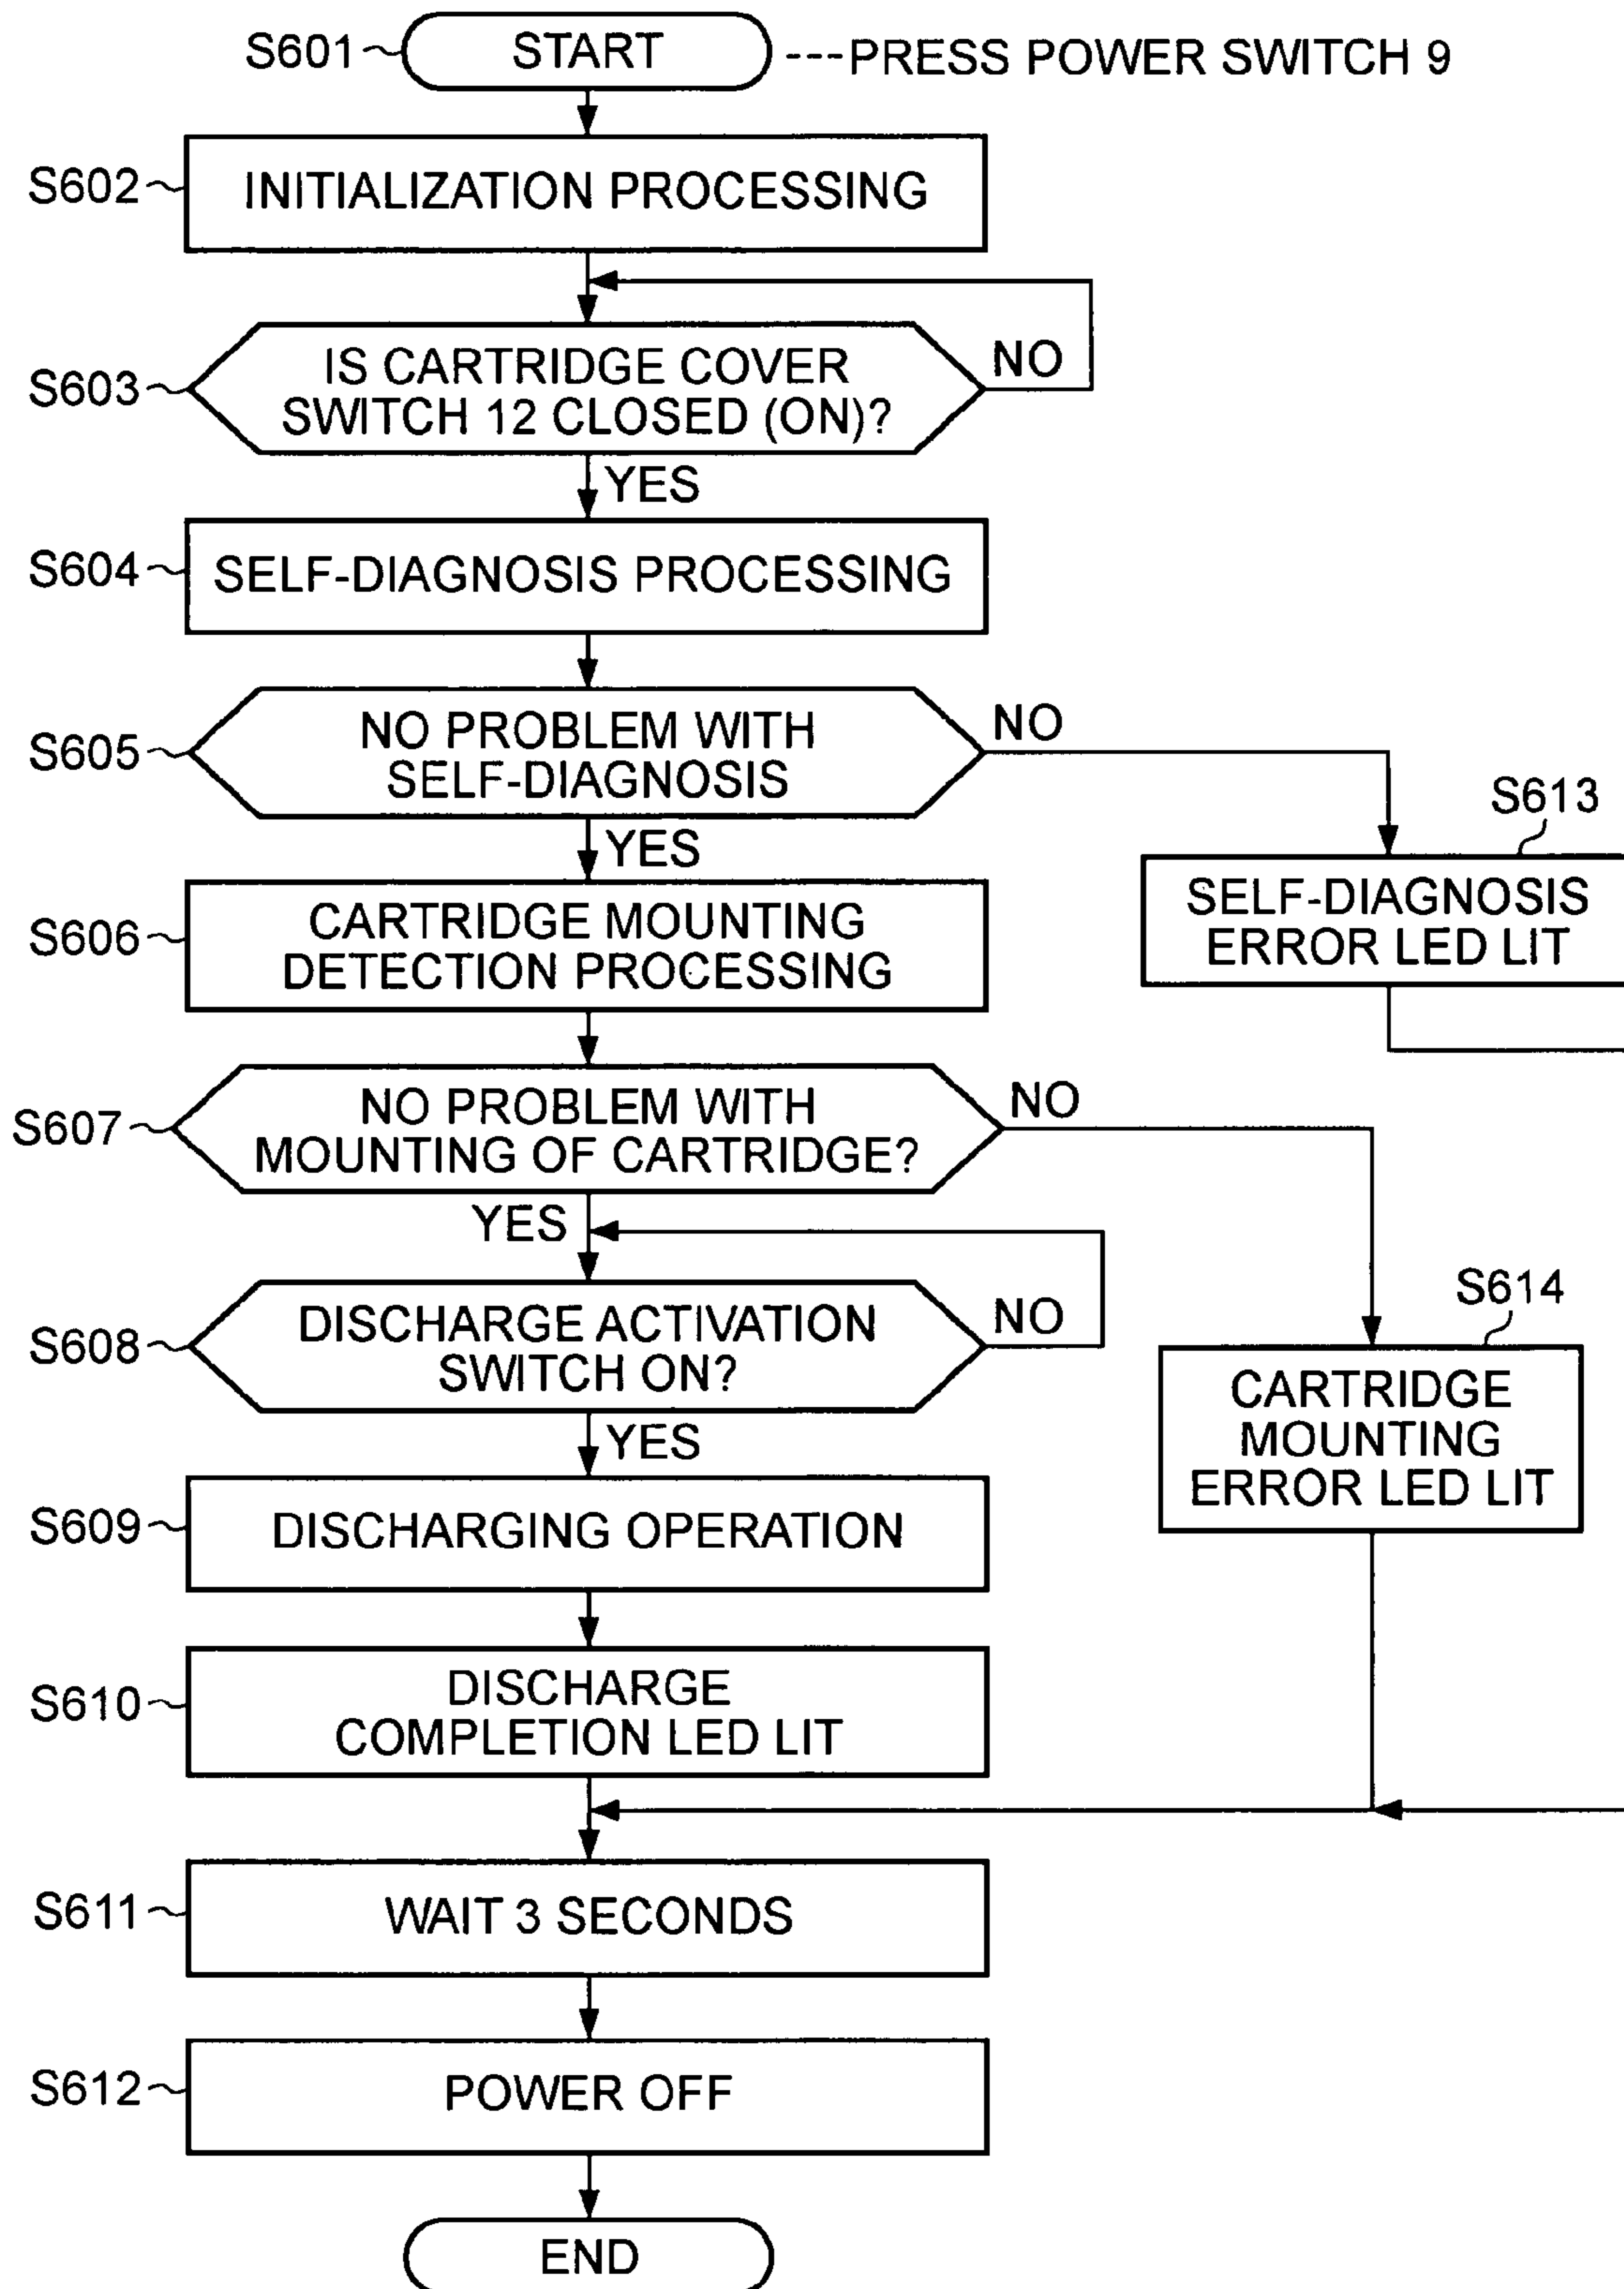 S601
START
---PRESS POWER SWITCH 9
S602
INITIALIZATION PROCESSING
S603
IS CARTRIDGE COVER
SWITCH 12 CLOSED (ON)?
NO
YES
S604
SELF-DIAGNOSIS PROCESSING
S605
NO PROBLEM WITH
SELF-DIAGNOSIS
NO
YES
S613
SELF-DIAGNOSIS
ERROR LED LIT
S606
CARTRIDGE MOUNTING
DETECTION PROCESSING
S607
NO PROBLEM WITH
MOUNTING OF CARTRIDGE?
NO
YES
S608
DISCHARGE ACTIVATION
SWITCH ON?
NO
YES
S614
CARTRIDGE
MOUNTING
ERROR LED LIT
S609
DISCHARGING OPERATION
S610
DISCHARGE
COMPLETION LED LIT
S611
WAIT 3 SECONDS
S612
POWER OFF
END